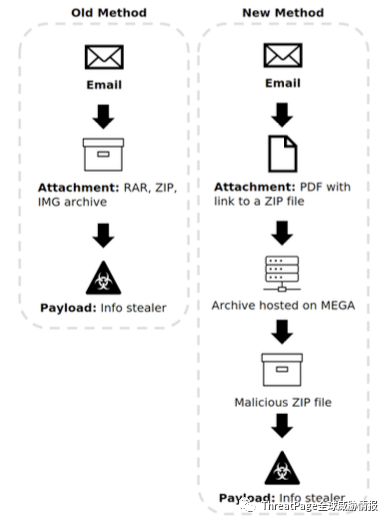 Old Method
Email
Attachment: RAR, ZIP,
IMG archive
Payload: Info stealer
New Method
Email
Attachment: PDF with
link to a ZIP file
Archive hosted on MEGA
Malicious ZIP file
Payload: Info stealer
ThreatPage全球威胁情报